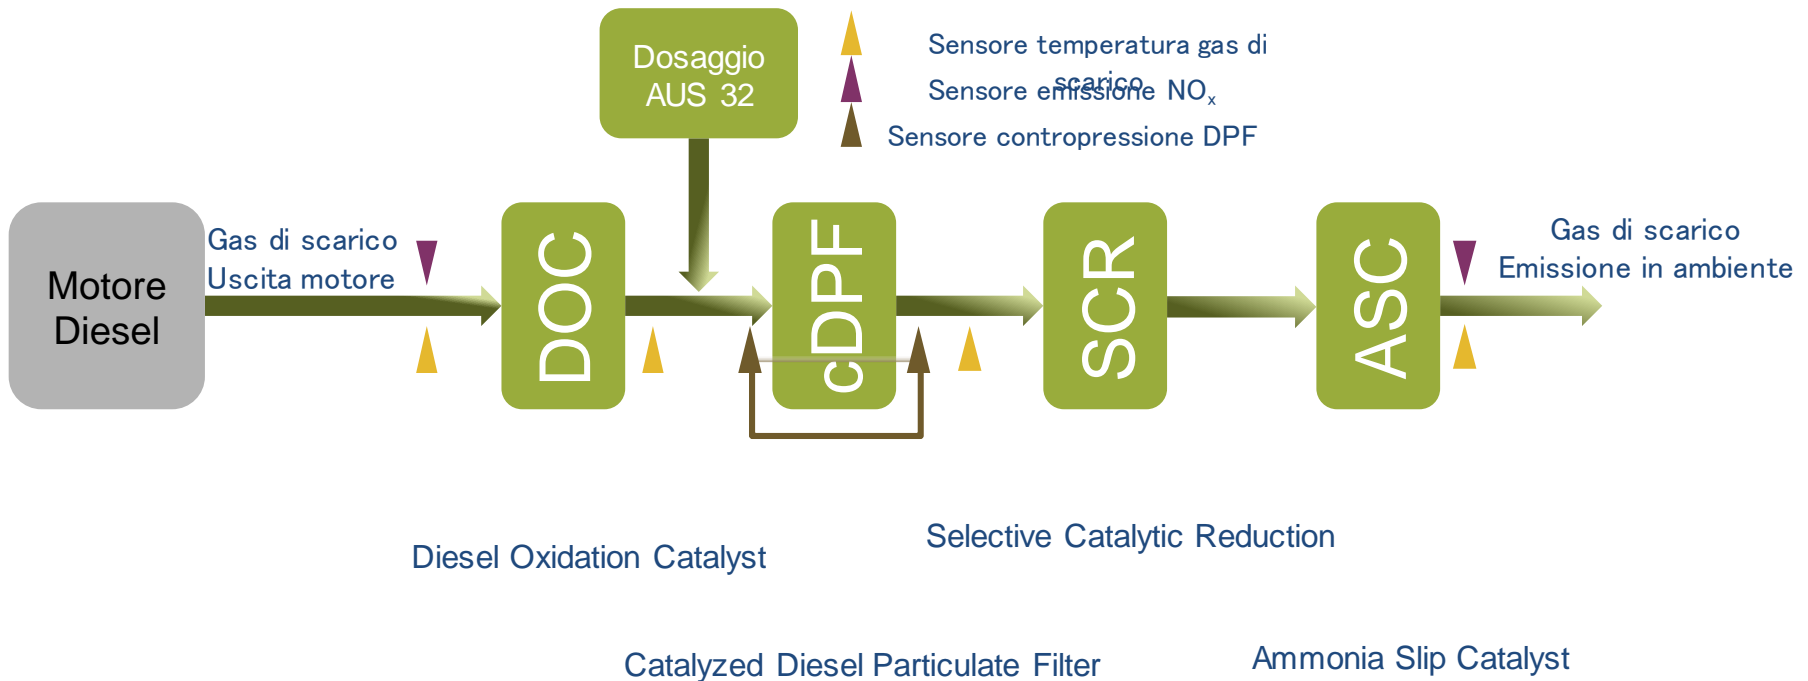 Dosaggio
AUS 32
Sensore temperatura gas di
scarico
Sensore emissione NOx
Sensore contropressione DPF
Motore
Diesel
Gas di scarico
Uscita motore
DOC
cDPF
SCR
ASC
Gas di scarico
Emissione in ambiente
Selective Catalytic Reduction
Diesel Oxidation Catalyst
Catalyzed Diesel Particulate Filter
Ammonia Slip Catalyst